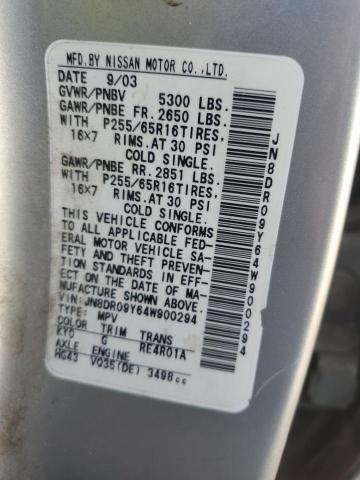 MFD.BY NISSAN MOTOR CO.,LTD.
DATE 9/03
GVWR/PNBV 5300 LBS.
GAWR/PNBE FR. 2650 LBS.
WITH P255/65R16TIRES,
16X7 RIMS.AT 30 PSI
COLD SINGLE.
GAWR/PNBE RR. 2851 LBS.
WITH P255/65R16TIRES,
16X7 RIMS.AT 30 PSI
COLD SINGLE.
THIS VEHICLE CONFORMS
TO ALL APPLICABLE FED-
ERAL MOTOR VEHICLE SA-
FETY AND THEFT PREVEN-
TION STANDARDS IN EFF-
ECT ON THE DATE OF MA-
NUFACTURE SHOWN ABOVE
VIN:JN8DR09Y64W900294
TYPE: MPV
COLOR TRIM TRANS
KY0 G RE4R01A
AXLE ENGINE
HG43 VQ35(DE) 3498cc
JN8DR09Y64W900294